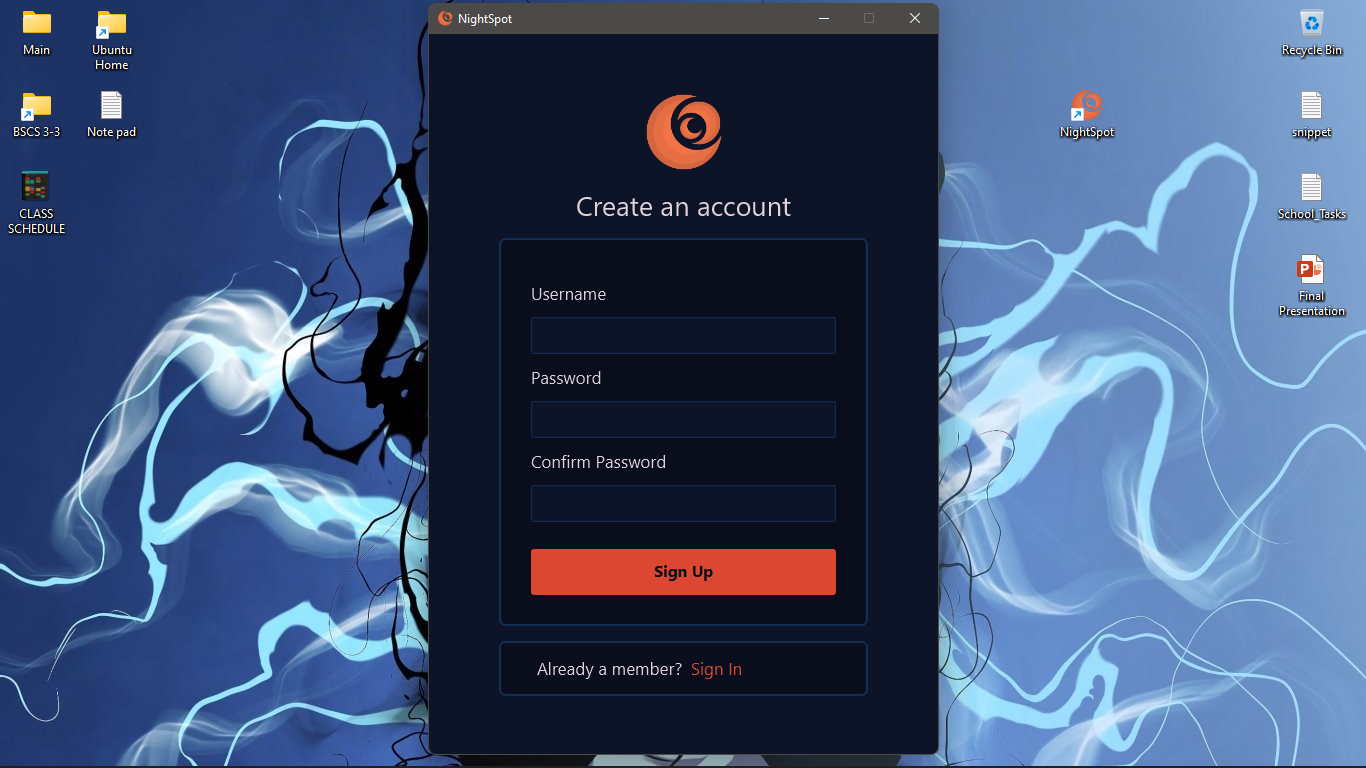 NightSpot
Main
Ubuntu
Home
BSCS 3-3
Note pad
CLASS
SCHEDULE
Create an account
Username
Password
Confirm Password
Sign Up
Already a member? Sign In
NightSpot
Recycle Bin
snippet
School_Tasks
Final
Presentation